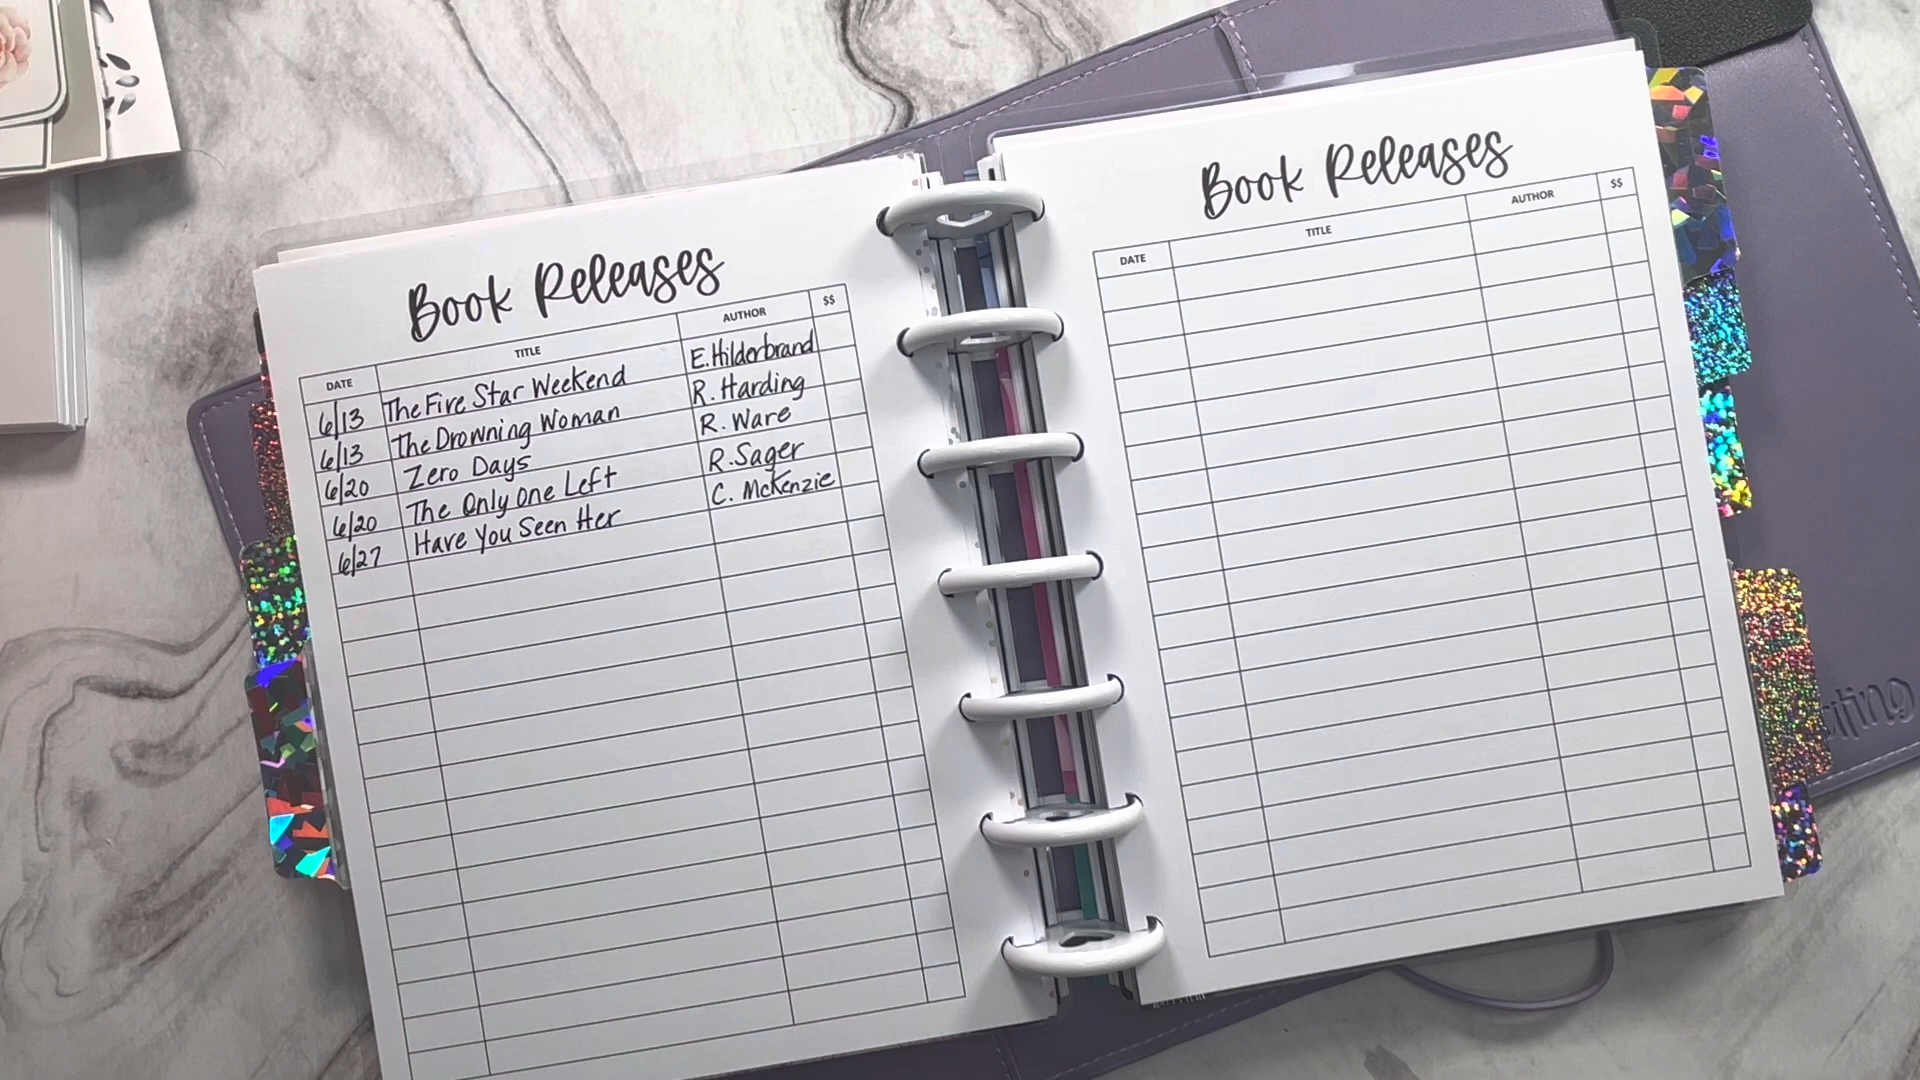 Book Releases
DATE TITLE AUTHOR $$
6/13 The Five Star Weekend E. Hilderbrand
6/13 The Drowning Woman R. Harding
6/20 Zero Days R. Ware
6/20 The Only One Left R. Sager
6/27 Have You Seen Her C. McKenzie
Book Releases
DATE TITLE AUTHOR $$